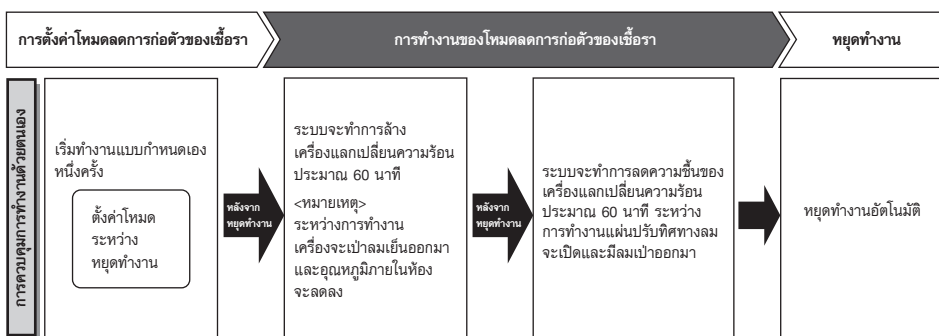 การตั้งค่าโหมดลดการก่อตัวของเชื้อรา
การทำงานของโหมดลดการก่อตัวของเชื้อรา
หยุดทำงาน
การควบคุมการทำงานด้วยตนเอง
เริ่มทำงานแบบกำหนดเอง
หนึ่งครั้ง
ตั้งค่าโหมด
ระหว่าง
หยุดทำงาน
หลังจาก
หยุดทำงาน
ระบบจะทำการล้าง
เครื่องแลกเปลี่ยนความร้อน
ประมาณ 60 นาที
<หมายเหตุ>
ระหว่างการทำงาน
เครื่องจะเป่าลมเย็นออกมา
และอุณหภูมิภายในห้อง
จะลดลง
หลังจาก
หยุดทำงาน
ระบบจะทำการลดความชื้นของ
เครื่องแลกเปลี่ยนความร้อน
ประมาณ 60 นาที ระหว่าง
การทำงานแผ่นปรับทิศทางลม
จะเปิดและมีลมเป่าออกมา
หยุดทำงานอัตโนมัติ